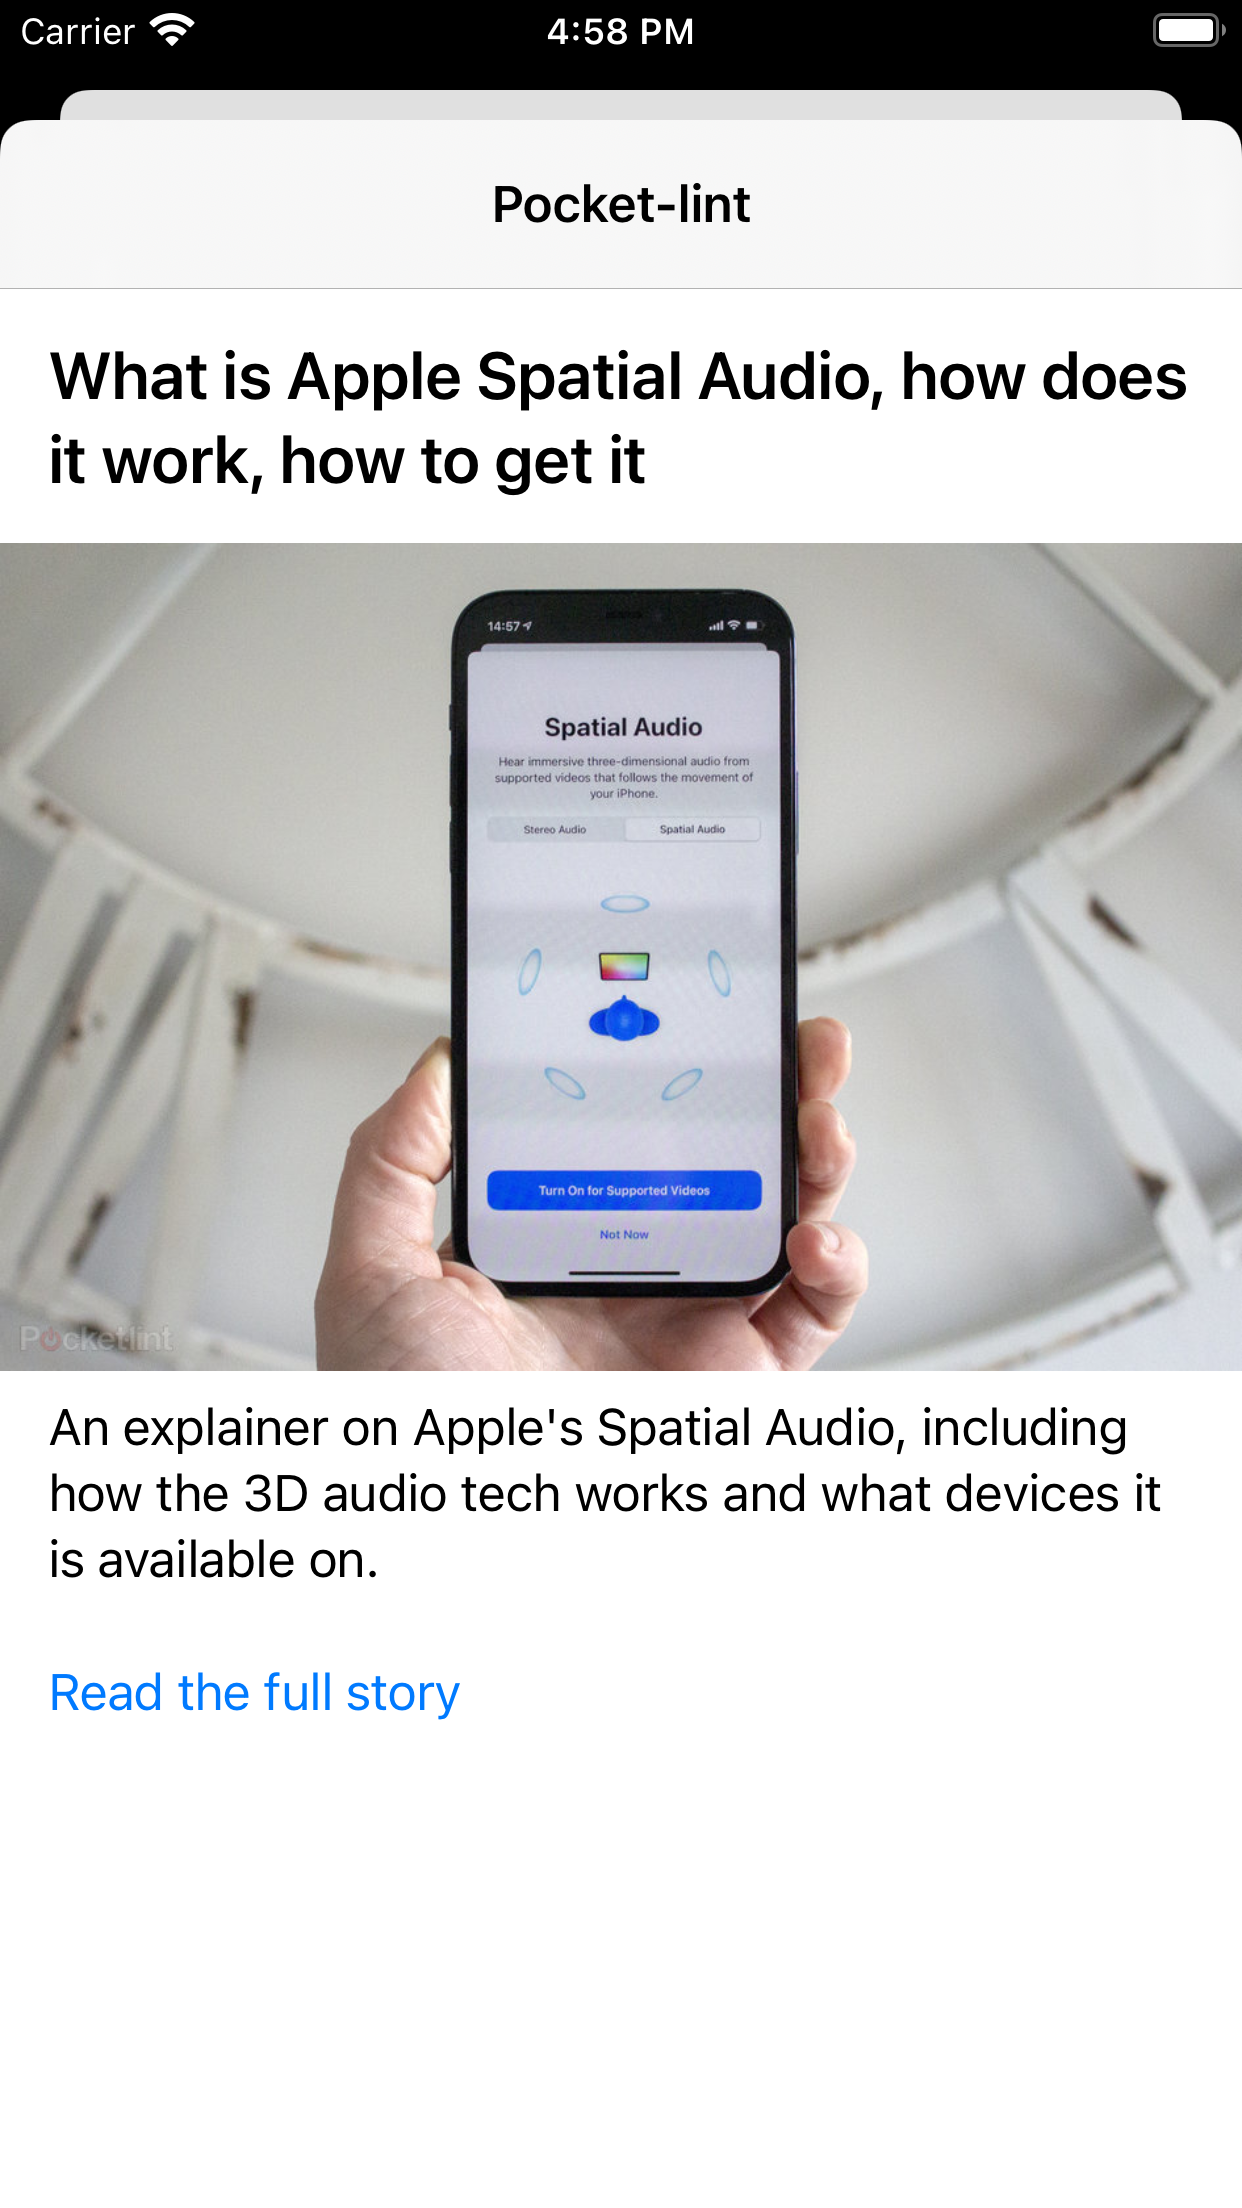 Carrier
4:58 PM
Pocket-lint
What is Apple Spatial Audio, how does
it work, how to get it
14:57
Spatial Audio
Hear immersive three-dimensional audio from
supported videos that follows the movement of
your iPhone.
Stereo Audio
Spatial Audio
Turn On for Supported Videos
Not Now
Pocketlint
An explainer on Apple's Spatial Audio, including
how the 3D audio tech works and what devices it
is available on.
Read the full story